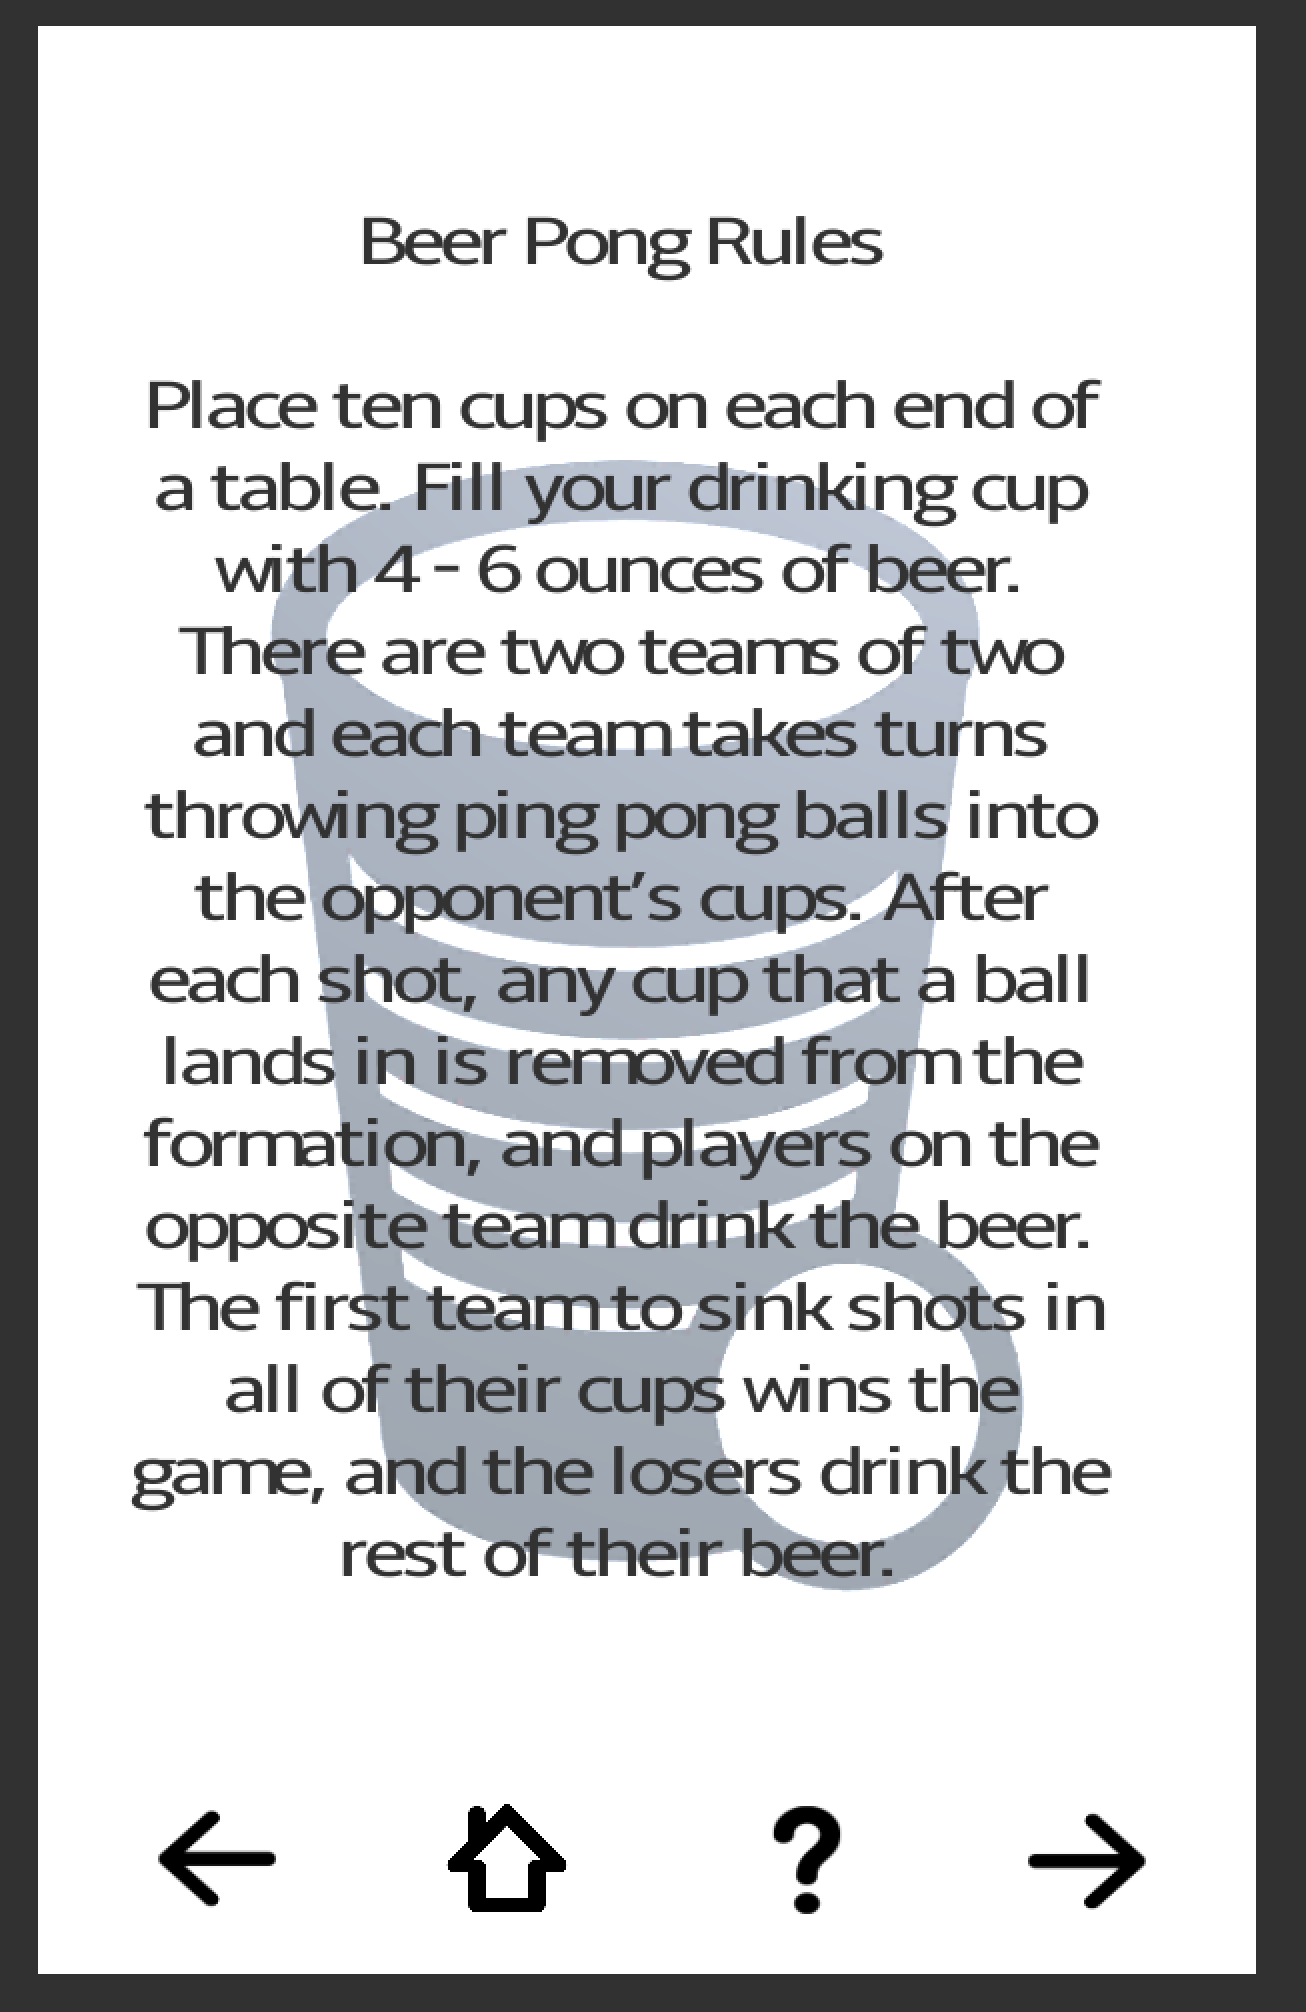 Beer Pong Rules
Place ten cups on each end of
a table. Fill your drinking cup
with 4 - 6 ounces of beer.
There are two teams of two
and each team takes turns
throwing ping pong balls into
the opponent’s cups. After
each shot, any cup that a ball
lands in is removed from the
formation, and players on the
opposite team drink the beer.
The first team to sink shots in
all of their cups wins the
game, and the losers drink the
rest of their beer.
?